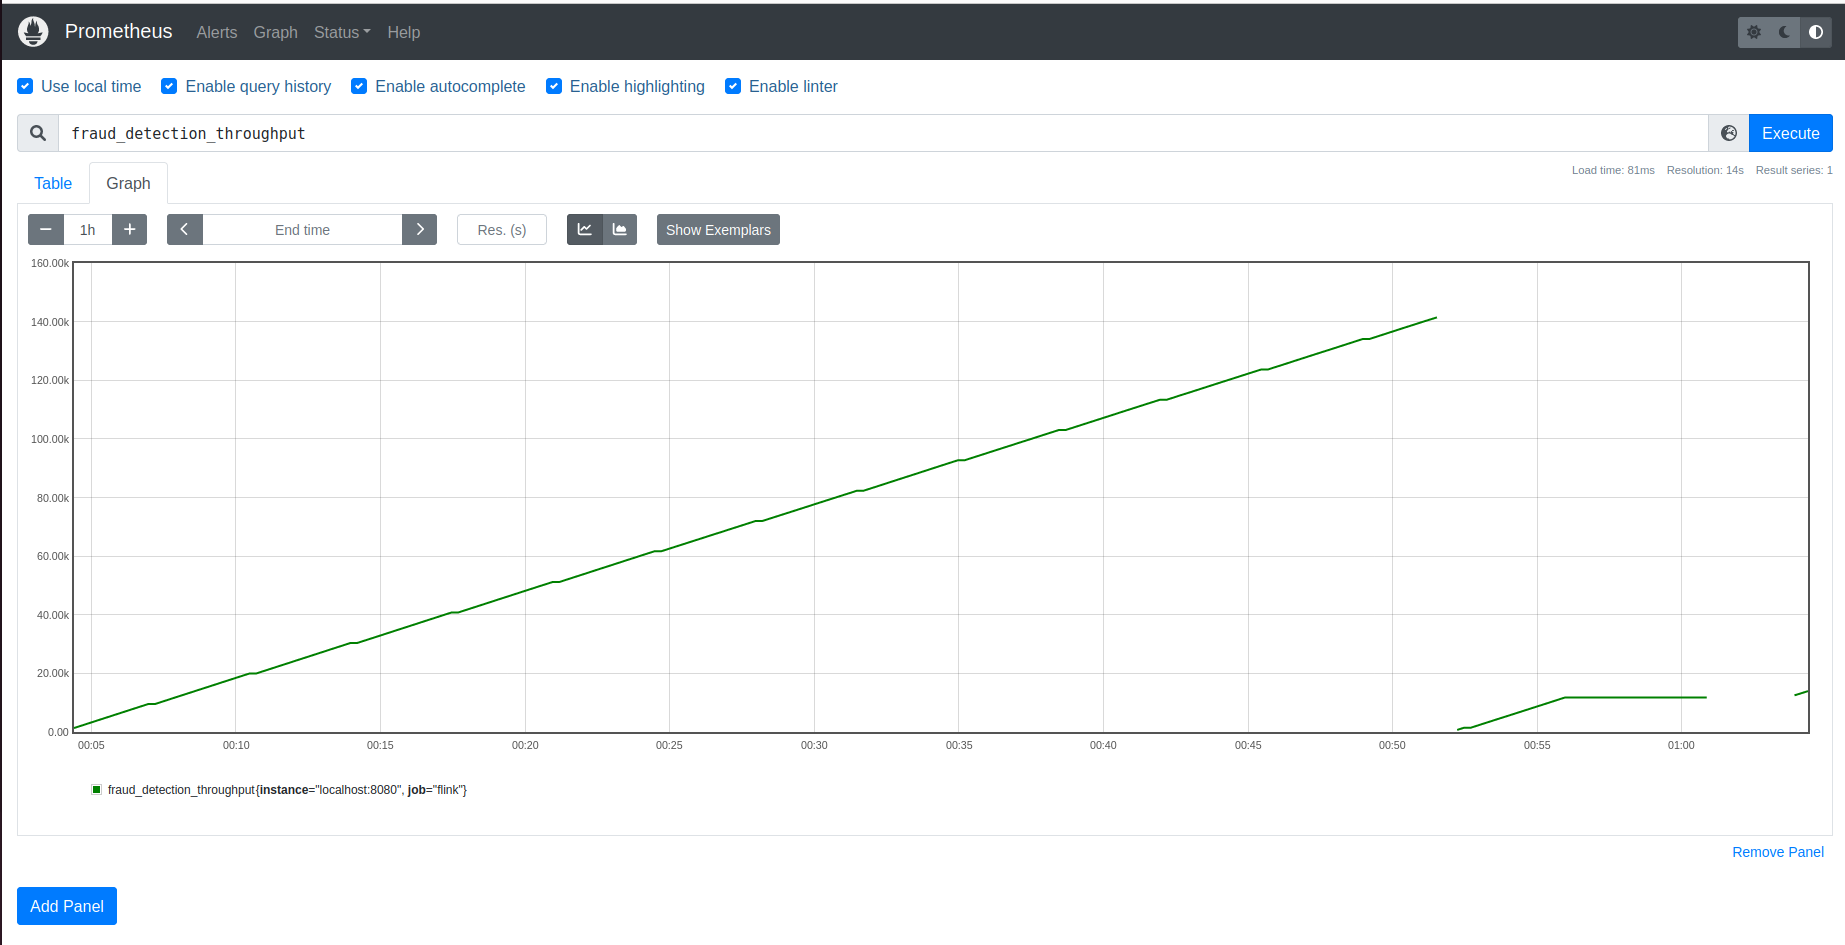 Prometheus Alerts Graph Status Help
Use local time Enable query history Enable autocomplete Enable highlighting Enable linter
fraud_detection_throughput Execute
Load time: 81ms Resolution: 14s Result series: 1
Table Graph
1h End time Res. (s) Show Exemplars
160.00k
140.00k
120.00k
100.00k
80.00k
60.00k
40.00k
20.00k
0.00
00:05 00:10 00:15 00:20 00:25 00:30 00:35 00:40 00:45 00:50 00:55 01:00
fraud_detection_throughput{instance="localhost:8080", job="flink"}
Remove Panel
Add Panel